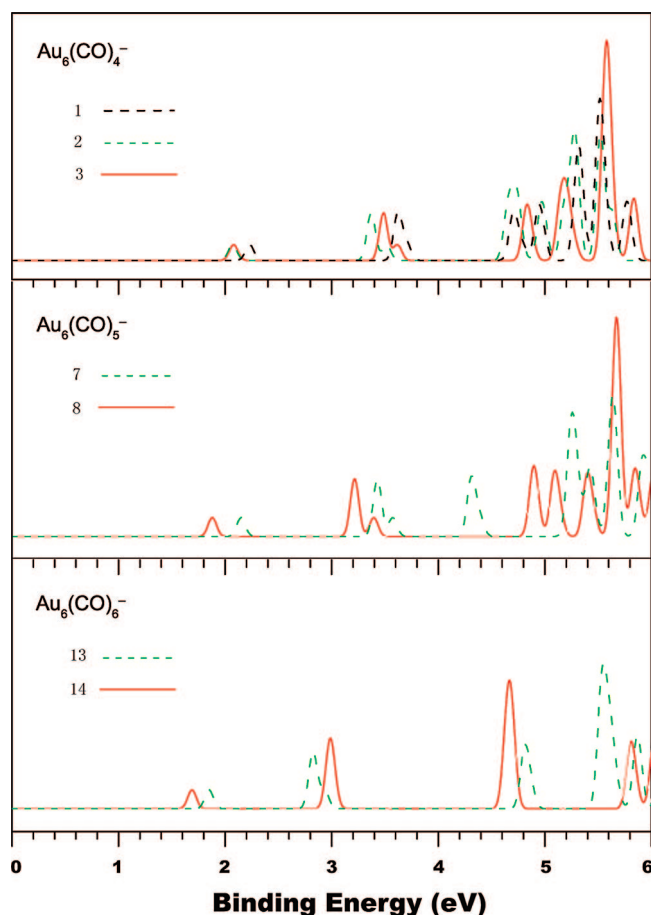 Au₆(CO)₄⁻
1
2
3
Au₆(CO)₅⁻
7
8
Au₆(CO)₆⁻
13
14
0 1 2 3 4 5 6
Binding Energy (eV)